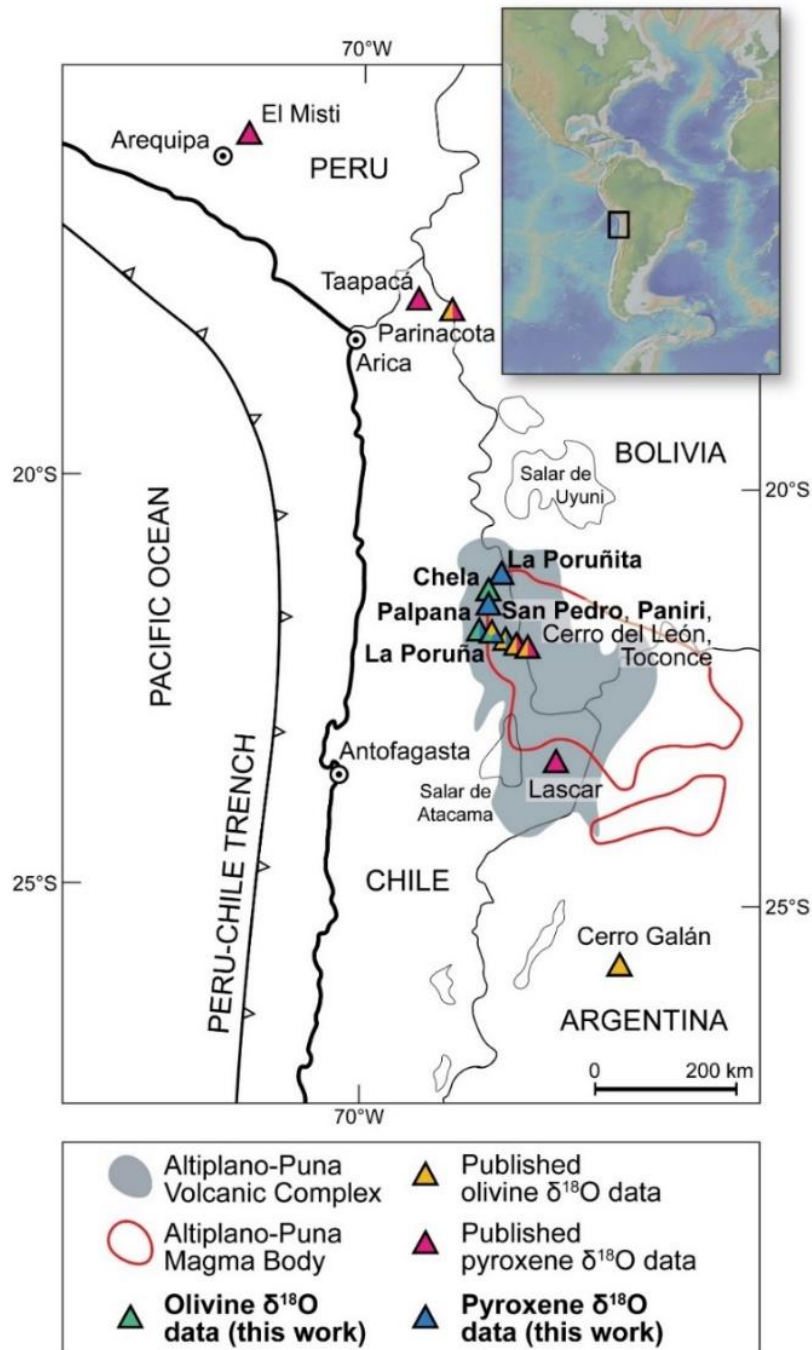 70°W
El Misti
Arequipa
PERU
Taapacá
Parinacota
Arica
BOLIVIA
20°S
Salar de
Uyuni
20°S
PACIFIC OCEAN
La Poruñita
Chela
Palpana
San Pedro, Paniri,
Cerro del León,
La Poruña
Toconce
Antofagasta
Salar de
Atacama
Lascar
PERU-CHILE TRENCH
25°S
CHILE
25°S
Cerro Galán
ARGENTINA
0 200 km
70°W
Altiplano-Puna
Volcanic Complex
Published
olivine δ¹⁸O data
Altiplano-Puna
Magma Body
Published
pyroxene δ¹⁸O data
Olivine δ¹⁸O
data (this work)
Pyroxene δ¹⁸O
data (this work)